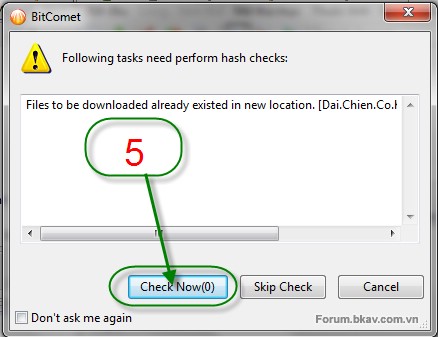 BitComet
Following tasks need perform hash checks:
Files to be downloaded already existed in new location. [Dai.Chien.Co.
5
Check Now(0)
Skip Check
Cancel
Don't ask me again
Forum.bkav.com.vn